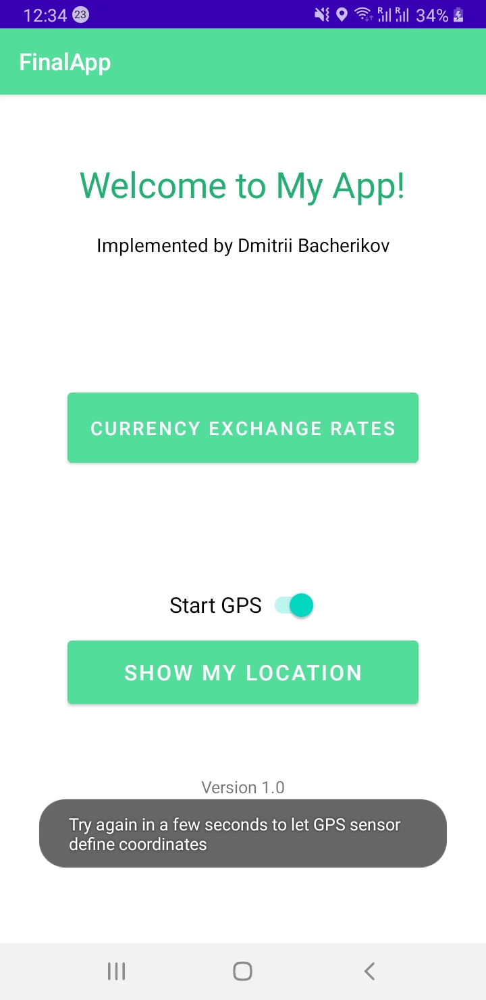 12:34 23 R R 34%
FinalApp
Welcome to My App!
Implemented by Dmitrii Bacherikov
CURRENCY EXCHANGE RATES
Start GPS
SHOW MY LOCATION
Version 1.0
Try again in a few seconds to let GPS sensor
define coordinates